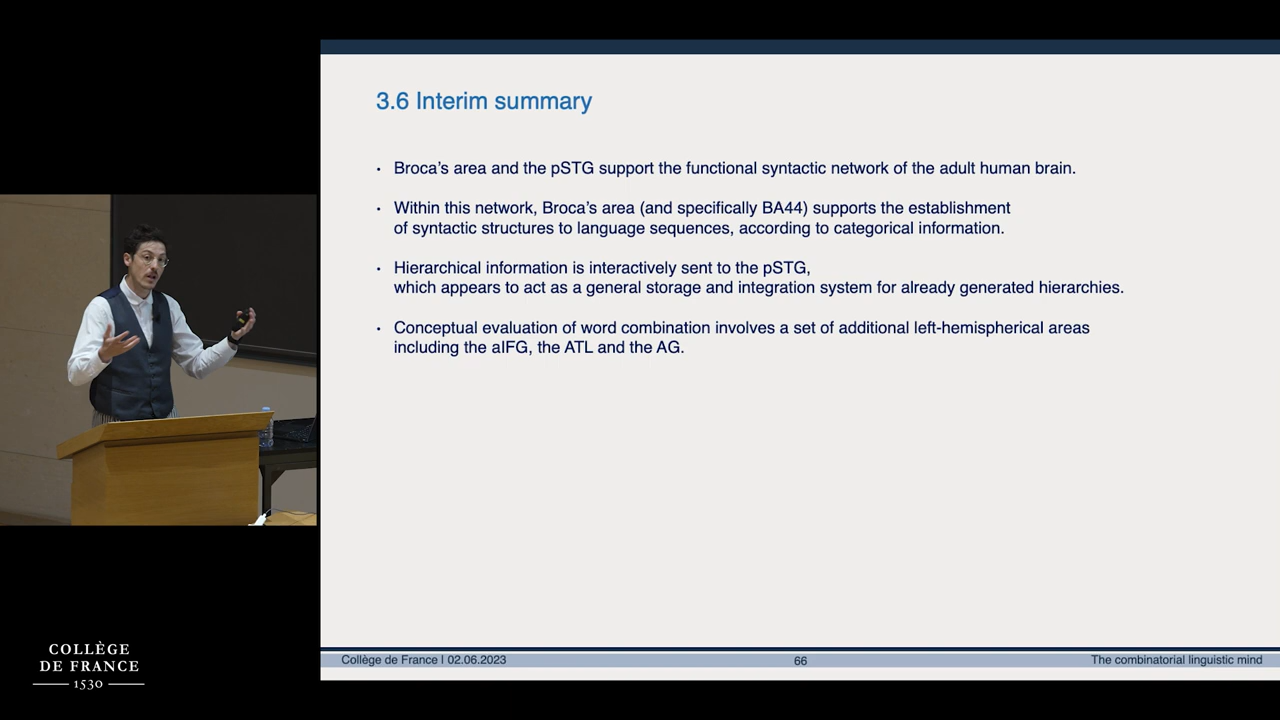 3.6 Interim summary
• Broca's area and the pSTG support the functional syntactic network of the adult human brain.
• Within this network, Broca's area (and specifically BA44) supports the establishment
of syntactic structures to language sequences, according to categorical information.
• Hierarchical information is interactively sent to the pSTG,
which appears to act as a general storage and integration system for already generated hierarchies.
• Conceptual evaluation of word combination involves a set of additional left-hemispherical areas
including the aIFG, the ATL and the AG.
Collège de France I 02.06.2023
66
The combinatorial linguistic mind
COLLÈGE
DE FRANCE
1530